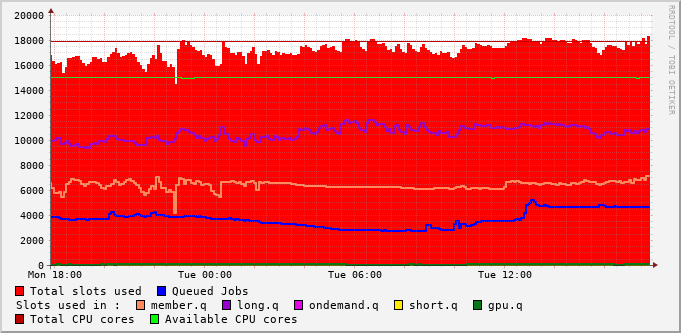 20000
18000
16000
14000
12000
10000
8000
6000
4000
2000
0
Mon 18:00 Tue 00:00 Tue 06:00 Tue 12:00
RRDTOOL / TOBI OETIKER
Total slots used Queued Jobs
Slots used in : member.q long.q ondemand.q short.q gpu.q
Total CPU cores Available CPU cores